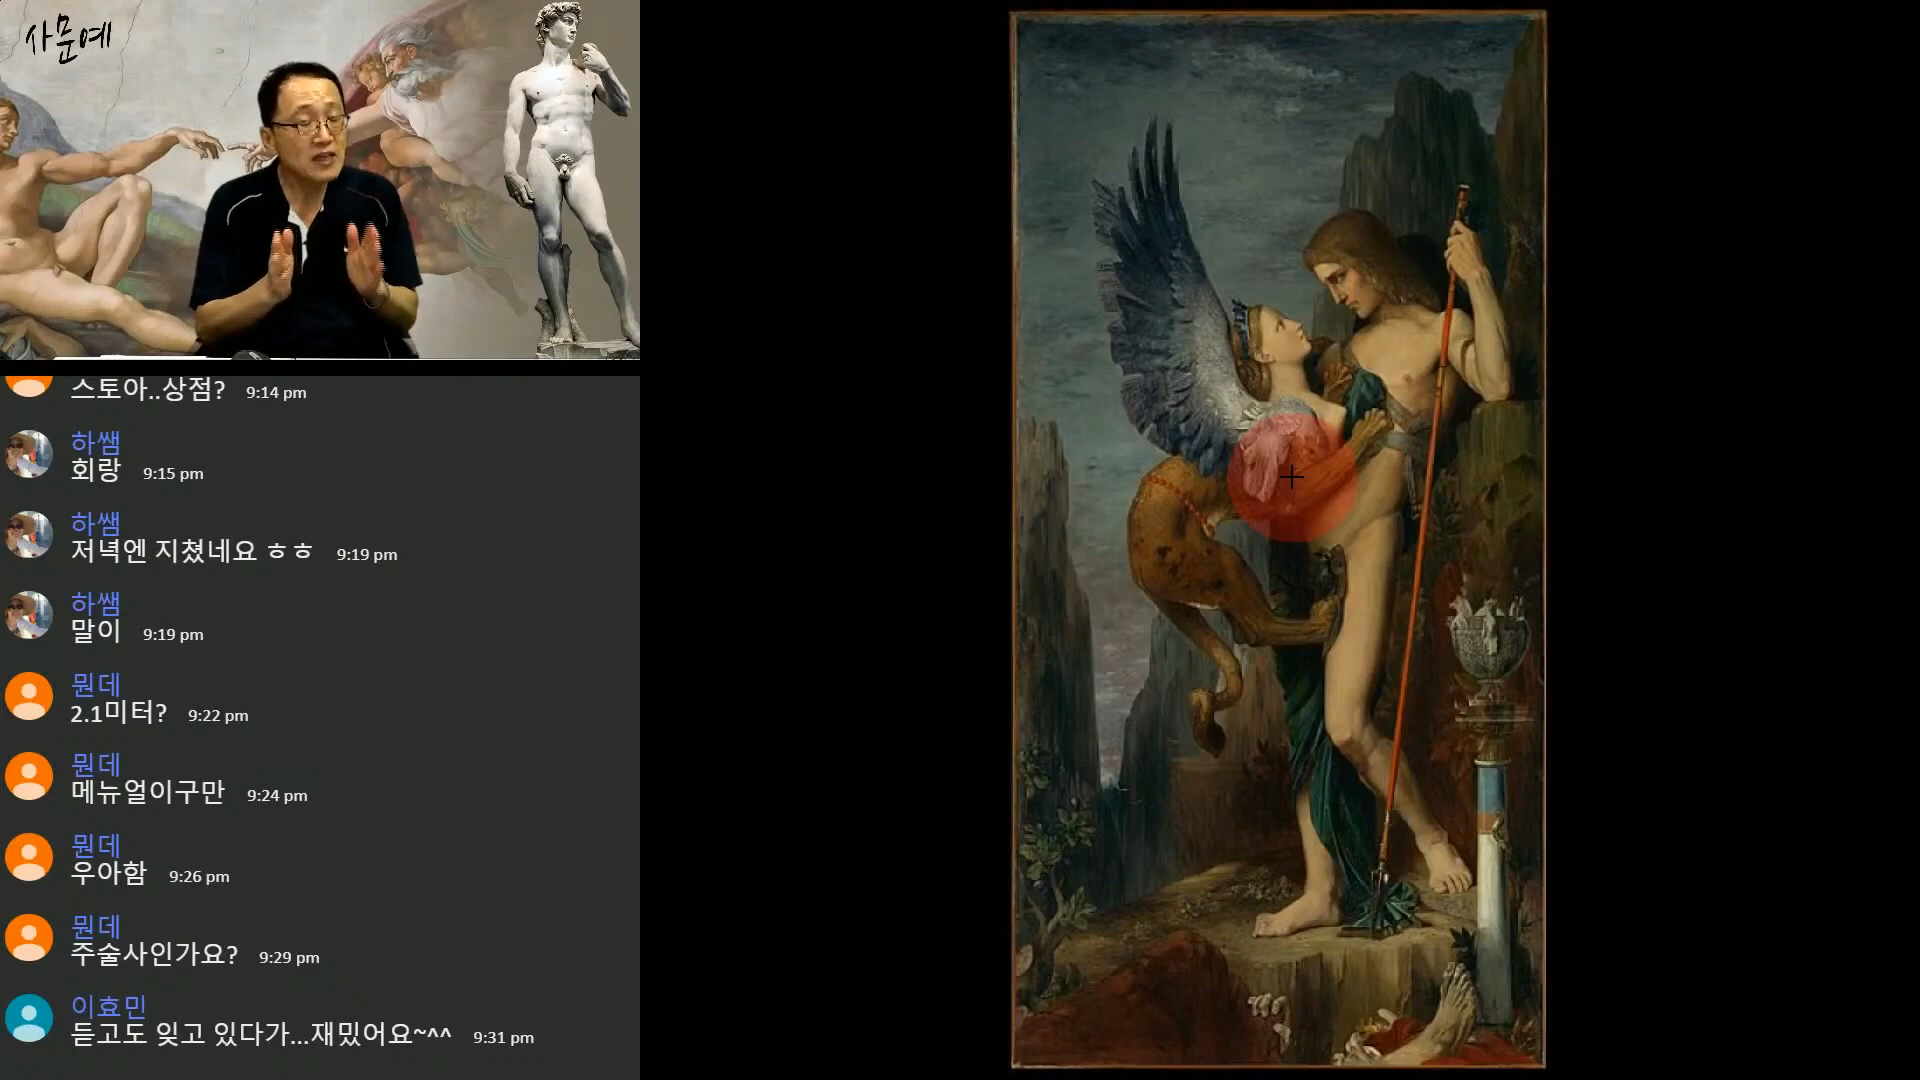 사문예
스토아..상점? 9:14 pm
하쌤
회랑 9:15 pm
하쌤
저녁엔 지쳤네요 ㅎㅎ 9:19 pm
하쌤
말이 9:19 pm
뭔데
2.1미터? 9:22 pm
뭔데
메뉴얼이구만 9:24 pm
뭔데
우아함 9:26 pm
뭔데
주술사인가요? 9:29 pm
이효민
듣고도 잊고 있다가...재밌어요~^^ 9:31 pm